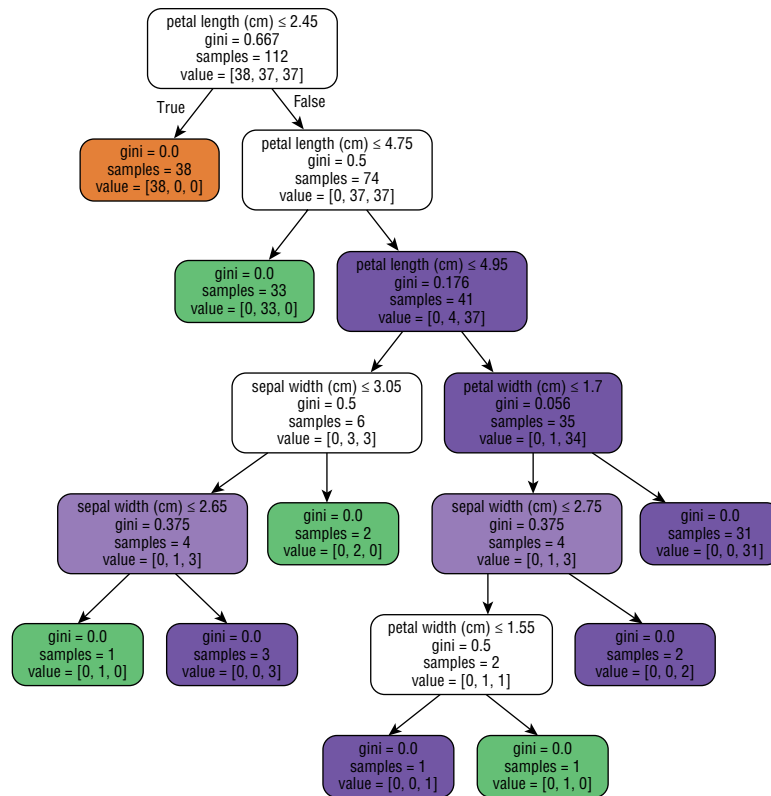 petal length (cm) ≤ 2.45
gini = 0.667
samples = 112
value = [38, 37, 37]
True
False
gini = 0.0
samples = 38
value = [38, 0, 0]
petal length (cm) ≤ 4.75
gini = 0.5
samples = 74
value = [0, 37, 37]
gini = 0.0
samples = 33
value = [0, 33, 0]
petal length (cm) ≤ 4.95
gini = 0.176
samples = 41
value = [0, 4, 37]
sepal width (cm) ≤ 3.05
gini = 0.5
samples = 6
value = [0, 3, 3]
petal width (cm) ≤ 1.7
gini = 0.056
samples = 35
value = [0, 1, 34]
sepal width (cm) ≤ 2.65
gini = 0.375
samples = 4
value = [0, 1, 3]
gini = 0.0
samples = 2
value = [0, 2, 0]
sepal width (cm) ≤ 2.75
gini = 0.375
samples = 4
value = [0, 1, 3]
gini = 0.0
samples = 31
value = [0, 0, 31]
gini = 0.0
samples = 1
value = [0, 1, 0]
gini = 0.0
samples = 3
value = [0, 0, 3]
petal width (cm) ≤ 1.55
gini = 0.5
samples = 2
value = [0, 1, 1]
gini = 0.0
samples = 2
value = [0, 0, 2]
gini = 0.0
samples = 1
value = [0, 0, 1]
gini = 0.0
samples = 1
value = [0, 1, 0]